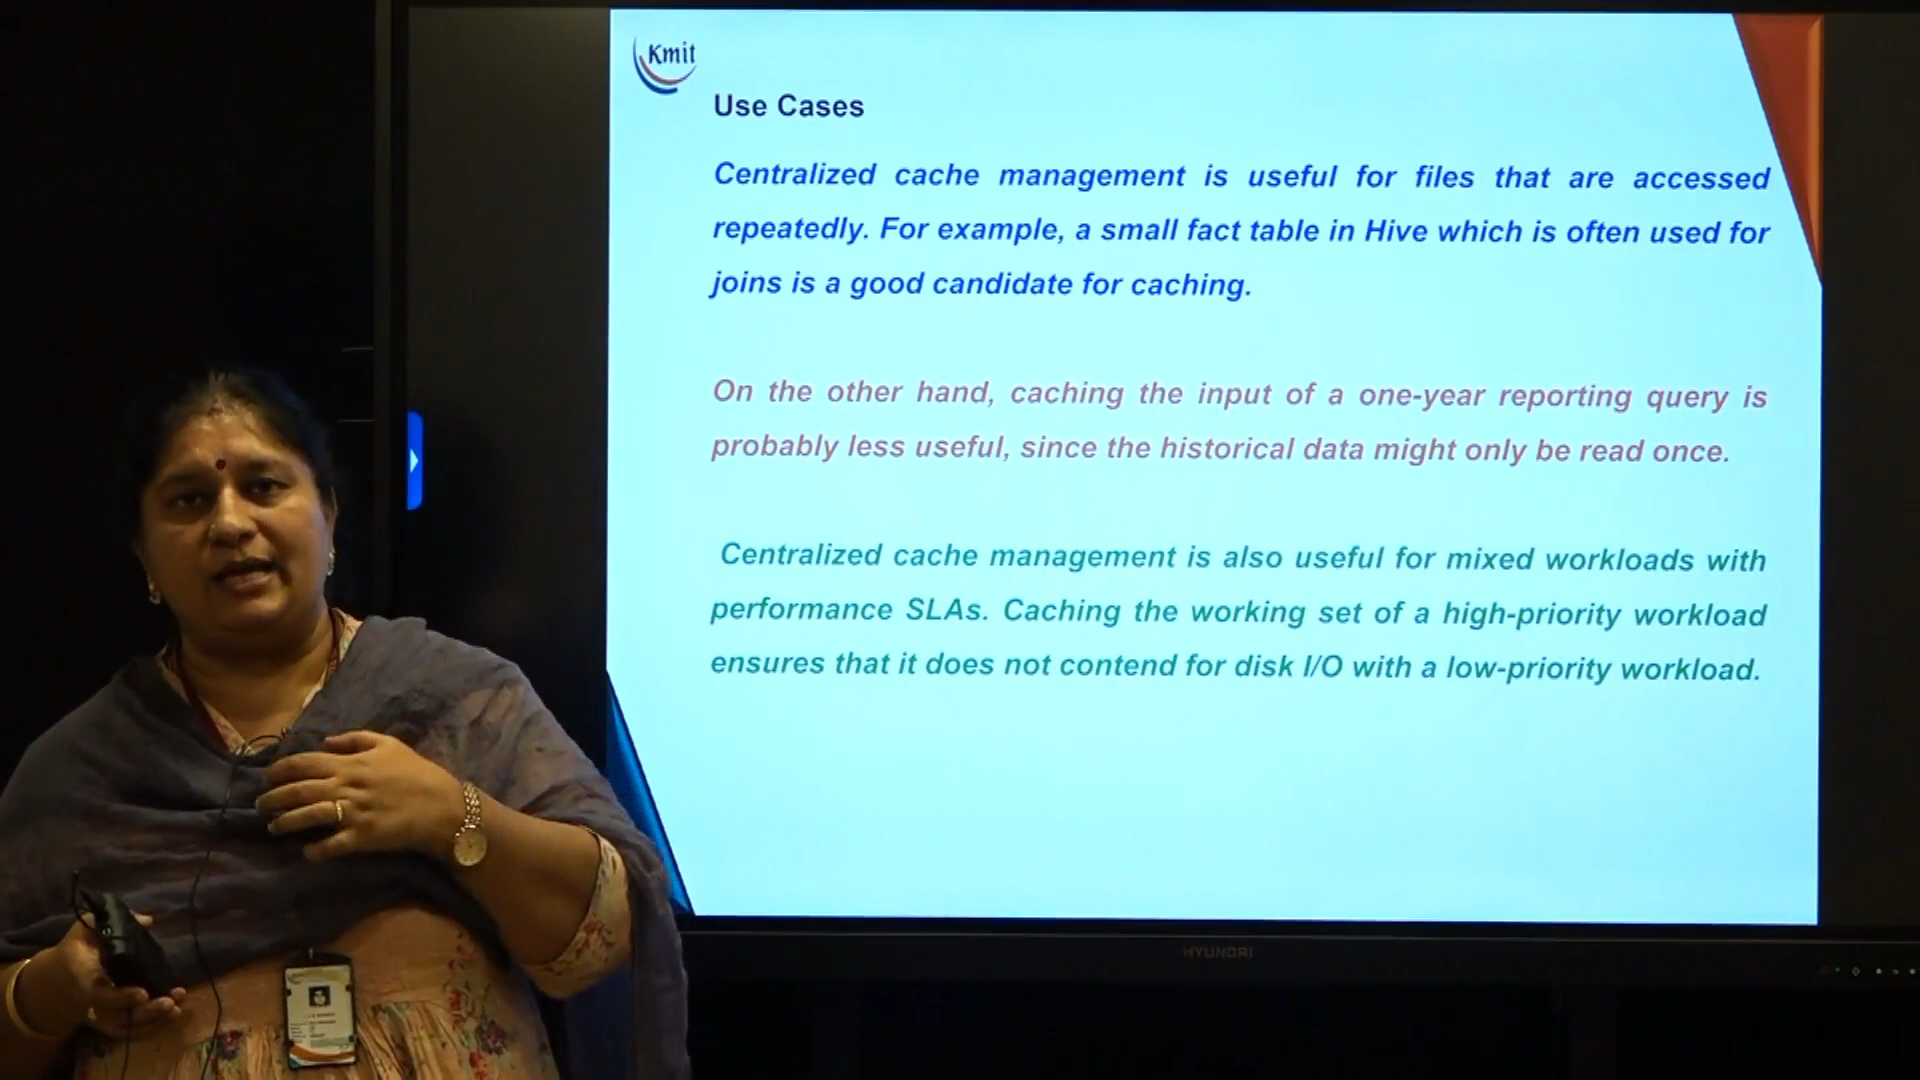 Kmit
Use Cases
Centralized cache management is useful for files that are accessed
repeatedly. For example, a small fact table in Hive which is often used for
joins is a good candidate for caching.
On the other hand, caching the input of a one-year reporting query is
probably less useful, since the historical data might only be read once.
Centralized cache management is also useful for mixed workloads with
performance SLAs. Caching the working set of a high-priority workload
ensures that it does not contend for disk I/O with a low-priority workload.
HYUNDAI